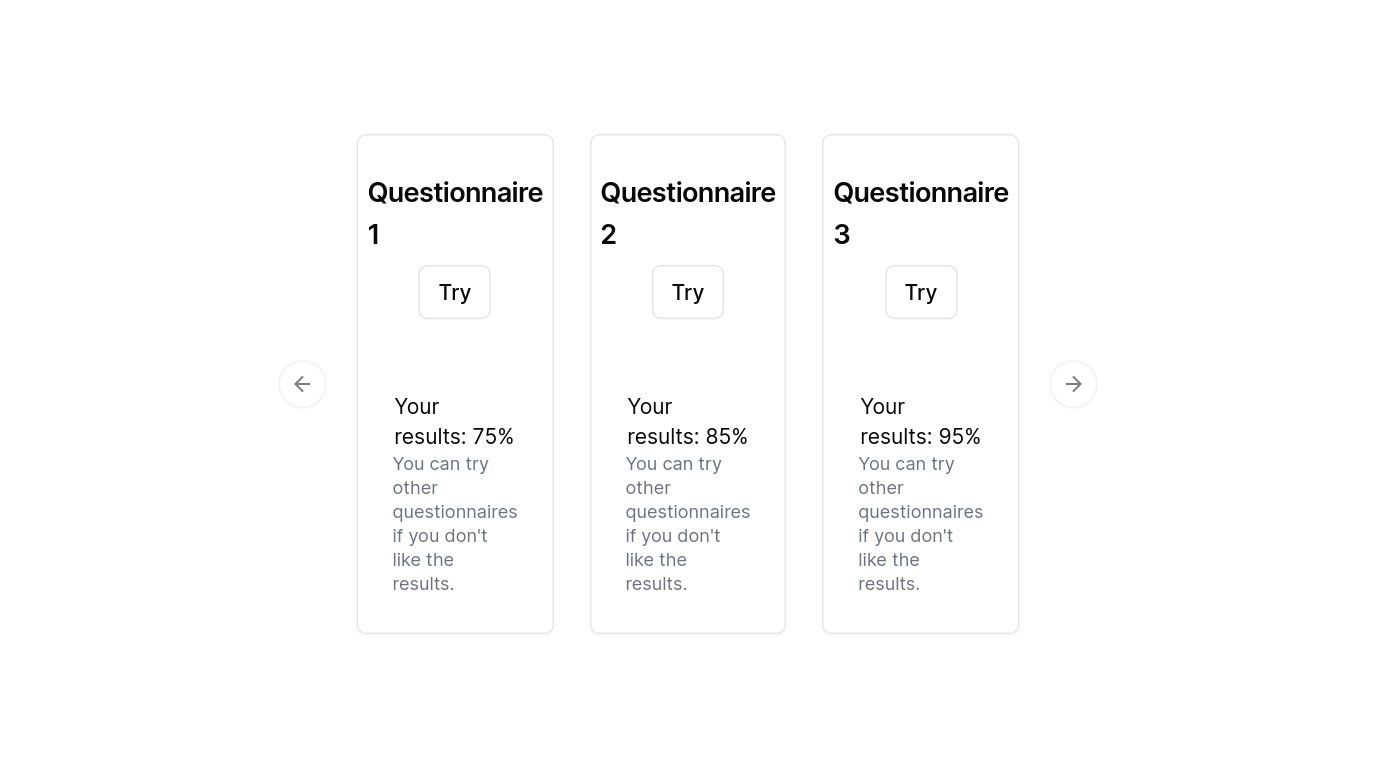 Questionnaire
1
Try
Your
results: 75%
You can try
other
questionnaires
if you don't
like the
results.
Questionnaire
2
Try
Your
results: 85%
You can try
other
questionnaires
if you don't
like the
results.
Questionnaire
3
Try
Your
results: 95%
You can try
other
questionnaires
if you don't
like the
results.